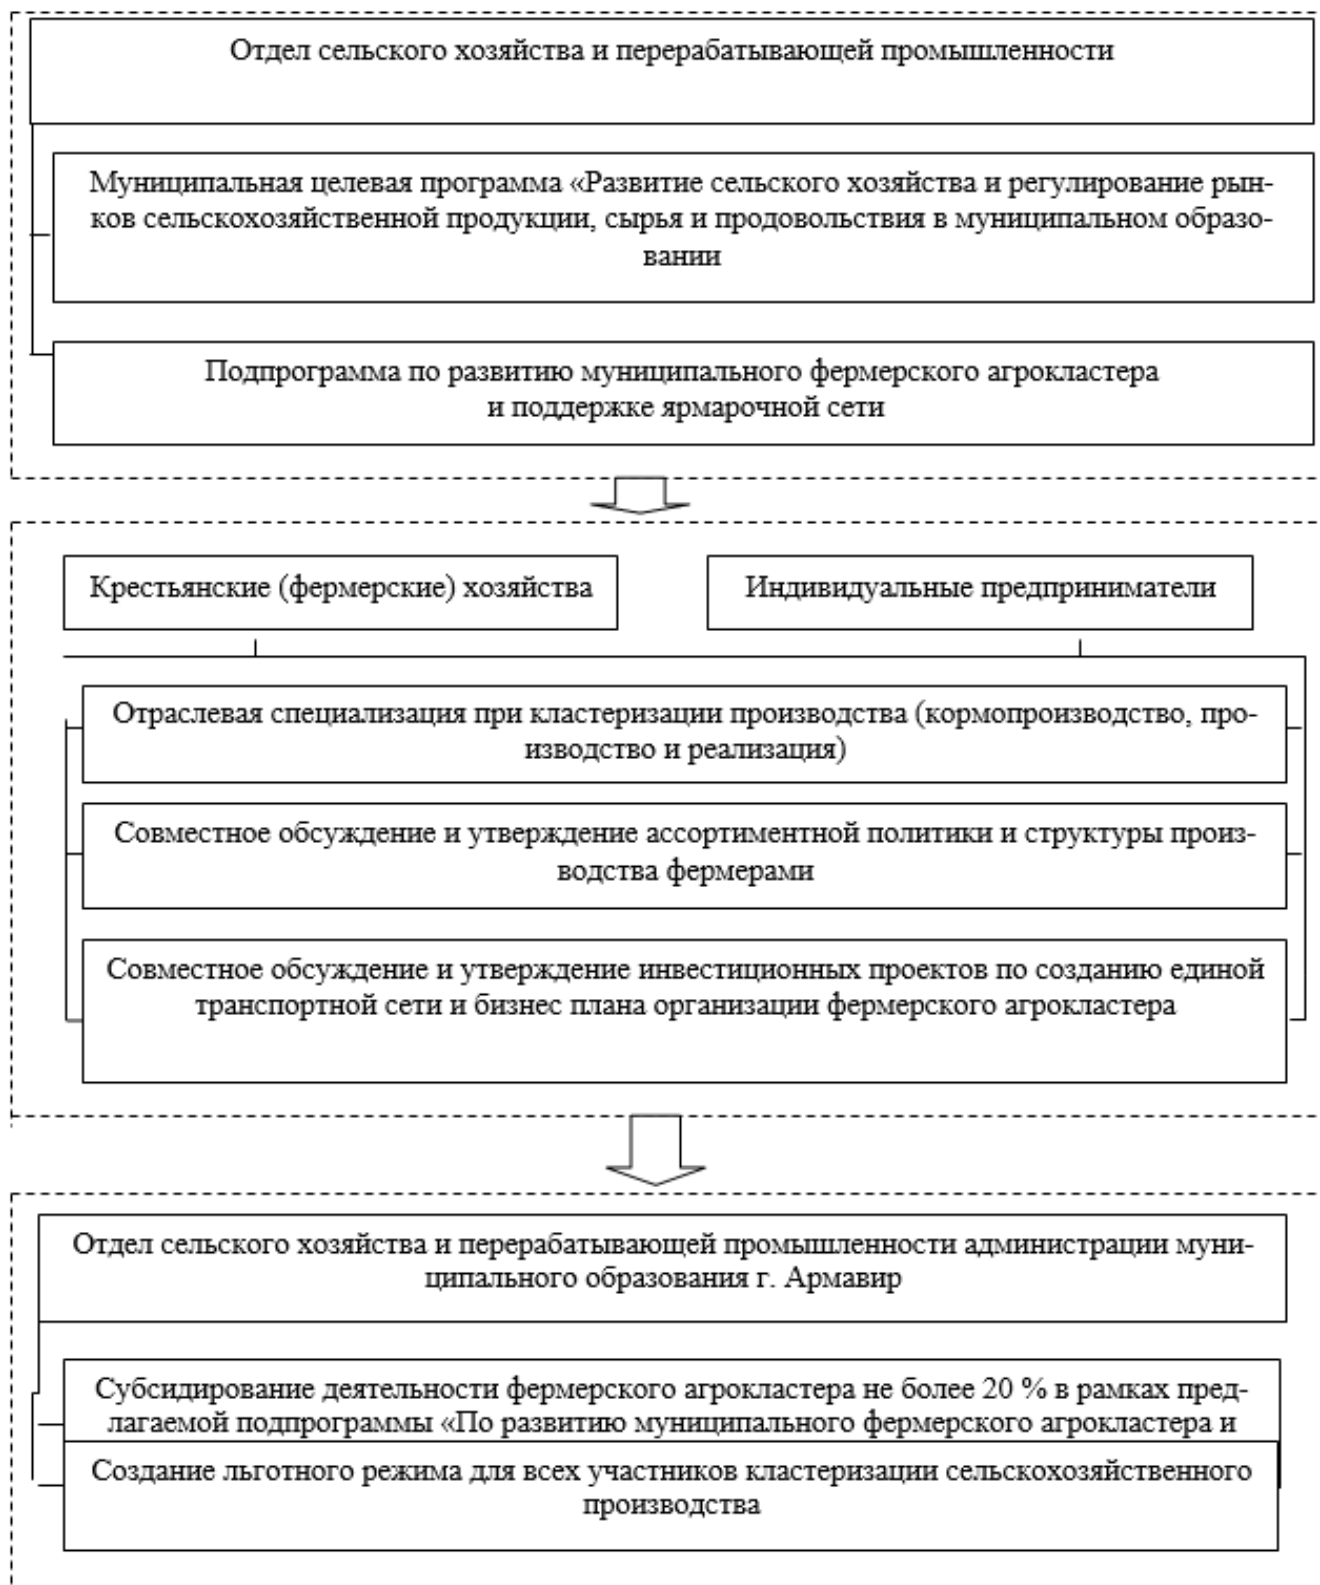 Отдел сельского хозяйства и перерабатывающей промышленности
Муниципальная целевая программа «Развитие сельского хозяйства и регулирование рын-
ков сельскохозяйственной продукции, сырья и продовольствия в муниципальном образо-
вании
Подпрограмма по развитию муниципального фермерского агрокластера
и поддержке ярмарочной сети
Крестьянские (фермерские) хозяйства
Индивидуальные предприниматели
Отраслевая специализация при кластеризации производства (кормопроизводство, про-
изводство и реализация)
Совместное обсуждение и утверждение ассортиментной политики и структуры произ-
водства фермерами
Совместное обсуждение и утверждение инвестиционных проектов по созданию единой
транспортной сети и бизнес плана организации фермерского агрокластера
Отдел сельского хозяйства и перерабатывающей промышленности администрации муни-
ципального образования г. Армавир
Субсидирование деятельности фермерского агрокластера не более 20 % в рамках пред-
лагаемой подпрограммы «По развитию муниципального фермерского агрокластера и
Создание льготного режима для всех участников кластеризации сельскохозяйственного
производства